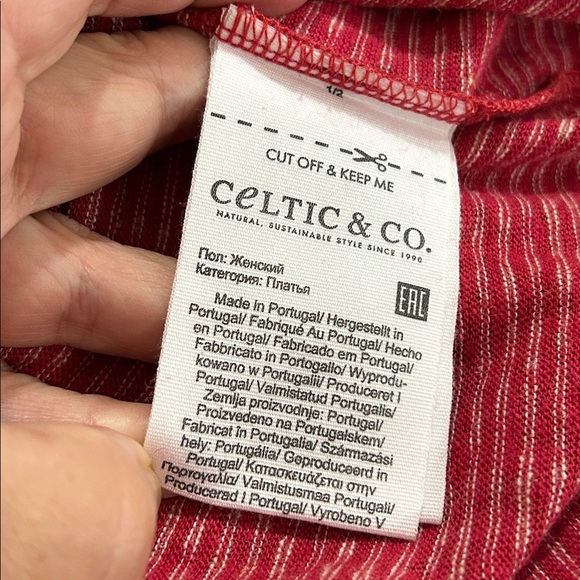 1/2
CUT OFF & KEEP ME
CeLTIC & CO.
NATURAL, SUSTAINABLE STYLE SINCE 1990
Пол: Женский
Категория: Платья
EAC
Made in Portugal/ Hergestellt in
Portugal/ Fabriqué Au Portugal/ Hecho
en Portugal/ Fabricado em Portugal/
Fabbricato in Portogallo/ Wyprodu-
kowano w Portugalii/ Produceret I
Portugal/ Valmistatud Portugalis/
Zemlja proizvodnje: Portugal/
Proizvedeno na Portugalskem/
Fabricat în Portugalia/ Származási
hely: Portugália/ Geproduceerd in
Portugal/ Κατασκευάζεται στην
Πορτογαλία/ Valmistusmaa Portugali/
Producerad I Portugal/ Vyrobeno V